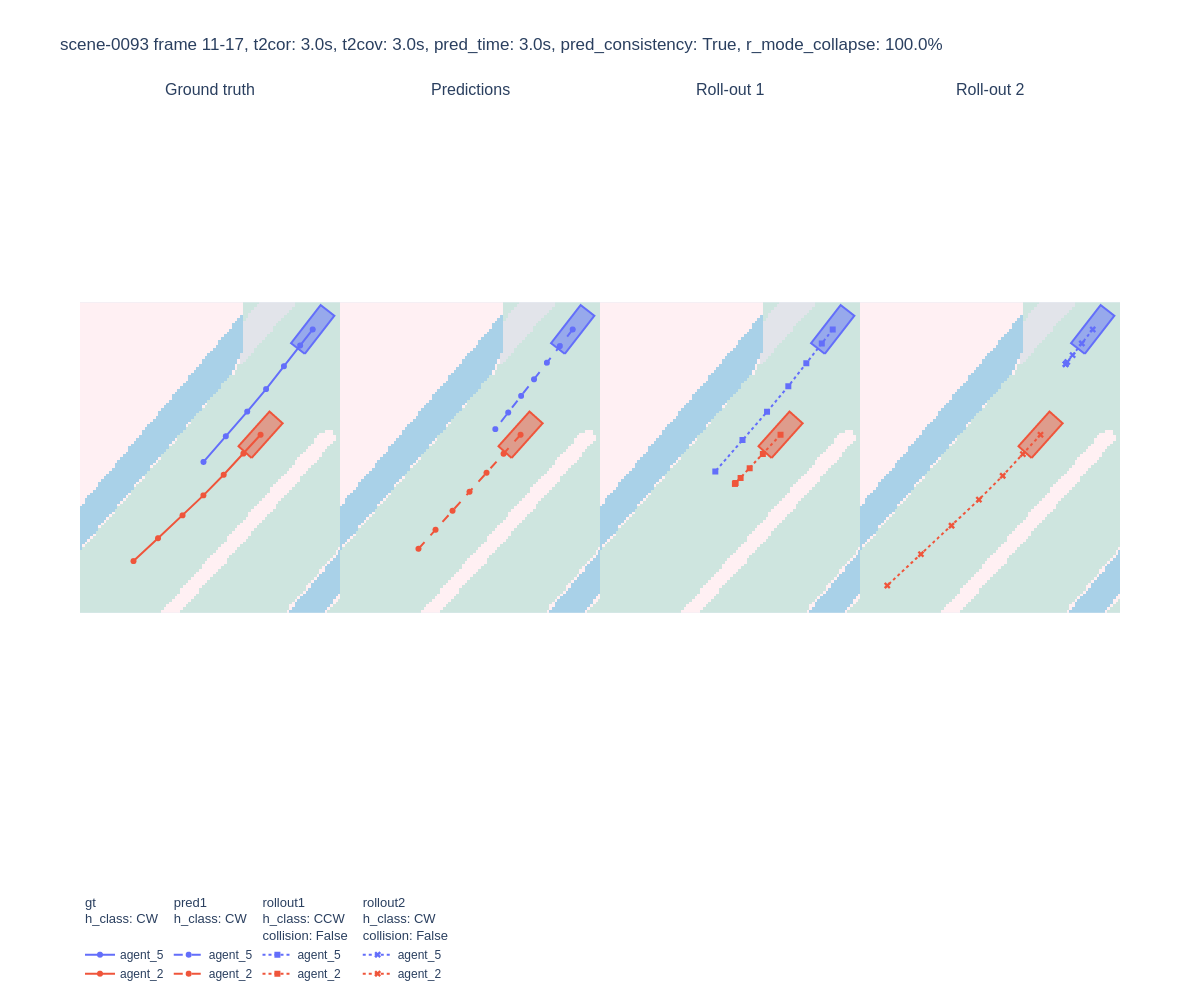 scene-0093 frame 11-17, t2cor: 3.0s, t2cov: 3.0s, pred_time: 3.0s, pred_consistency: True, r_mode_collapse: 100.0%
Ground truth
Predictions
Roll-out 1
Roll-out 2
gt
h_class: CW
agent_5
agent_2
pred1
h_class: CW
agent_5
agent_2
rollout1
h_class: CCW
collision: False
agent_5
agent_2
rollout2
h_class: CW
collision: False
agent_5
agent_2